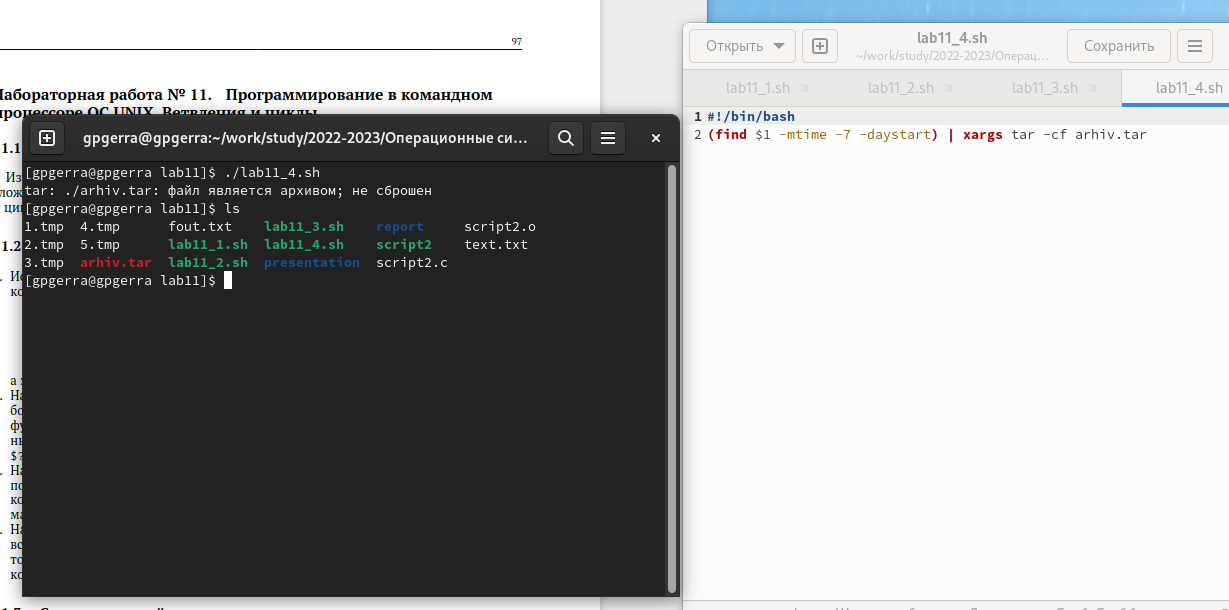 97
Лабораторная работа № 11. Программирование в командном
процессоре ОС UNIX. Ветвления и циклы
gpgerra@gpgerra:~/work/study/2022-2023/Операционные си...
[gpgerra@gpgerra lab11]$ ./lab11_4.sh
tar: ./arhiv.tar: файл является архивом; не сброшен
[gpgerra@gpgerra lab11]$ ls
1.tmp 4.tmp fout.txt lab11_3.sh report script2.o
2.tmp 5.tmp lab11_1.sh lab11_4.sh script2 text.txt
3.tmp arhiv.tar lab11_2.sh presentation script2.c
[gpgerra@gpgerra lab11]$
Открыть lab11_4.sh Сохранить
~/work/study/2022-2023/Операц...
lab11_1.sh lab11_2.sh lab11_3.sh lab11_4.sh
1 #!/bin/bash
2 (find $1 -mtime -7 -daystart) | xargs tar -cf arhiv.tar